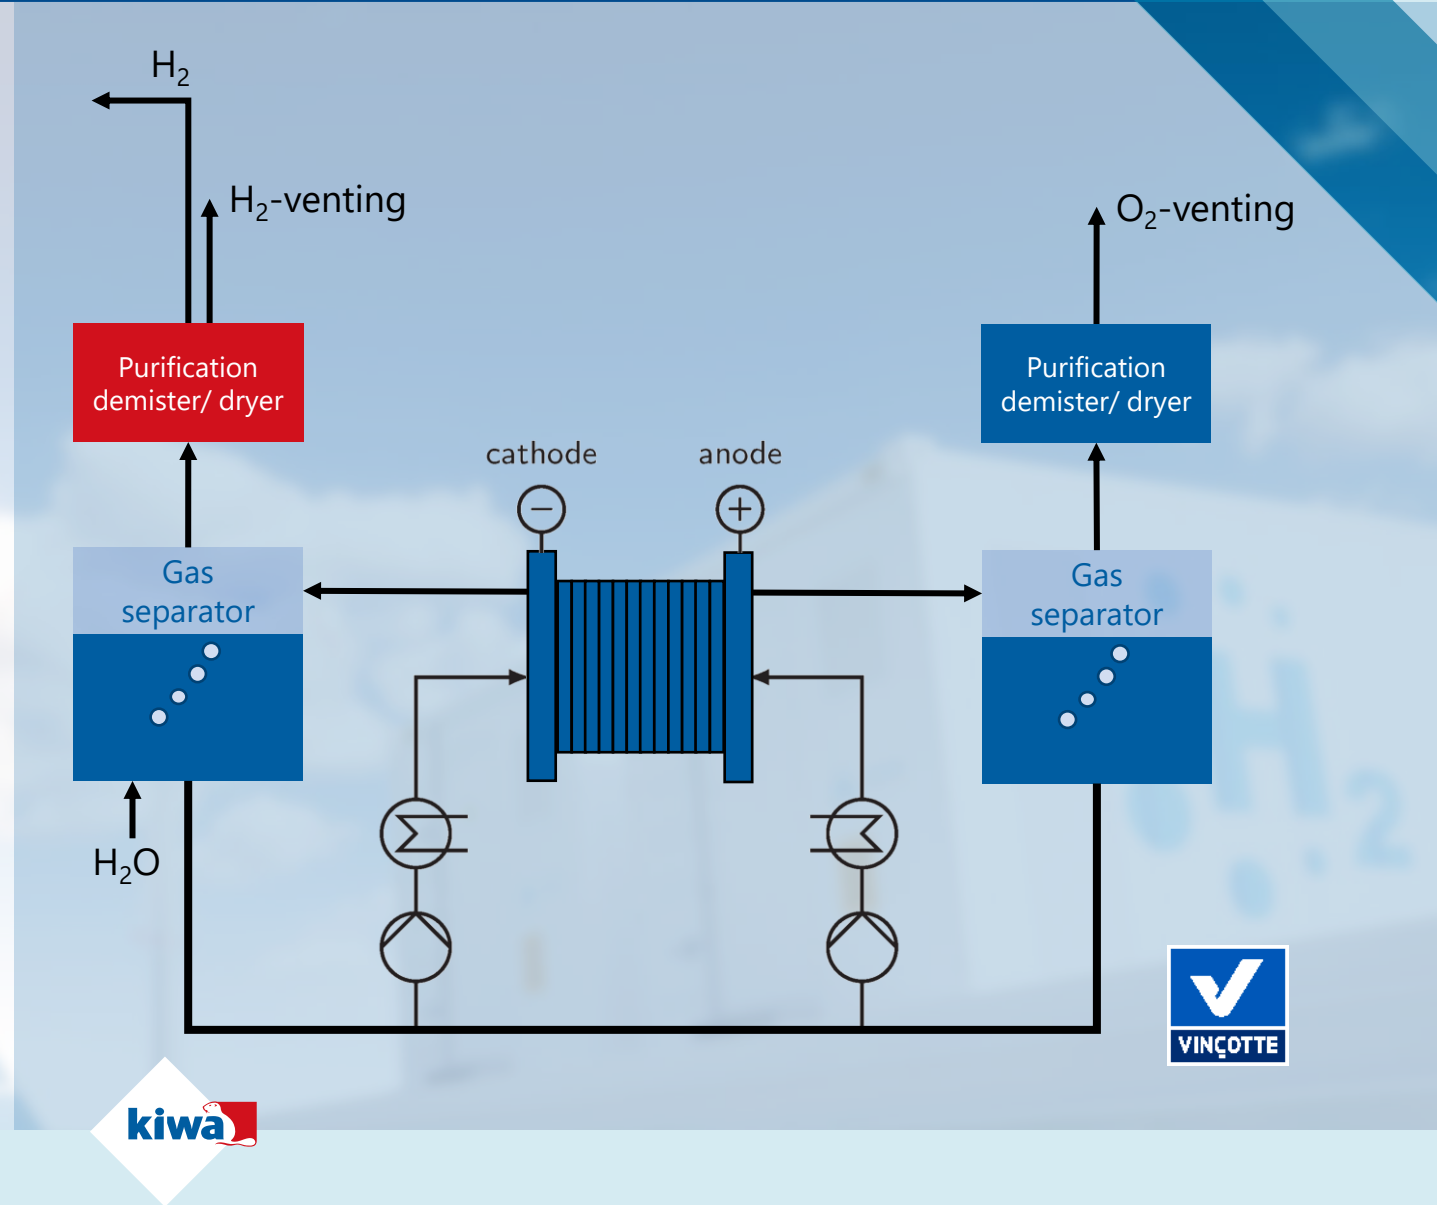 H₂
H₂-venting
O₂-venting
Purification
demister/ dryer
Purification
demister/ dryer
cathode
anode
−
+
Gas
separator
Gas
separator
H₂O
H₂
VINÇOTTE
kiwa